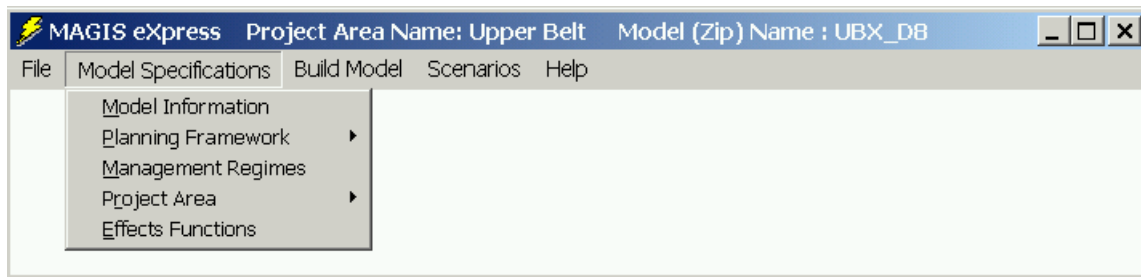 MAGIS eXpress Project Area Name: Upper Belt Model (Zip) Name : UBX_D8
File Model Specifications Build Model Scenarios Help
Model Information
Planning Framework
Management Regimes
Project Area
Effects Functions